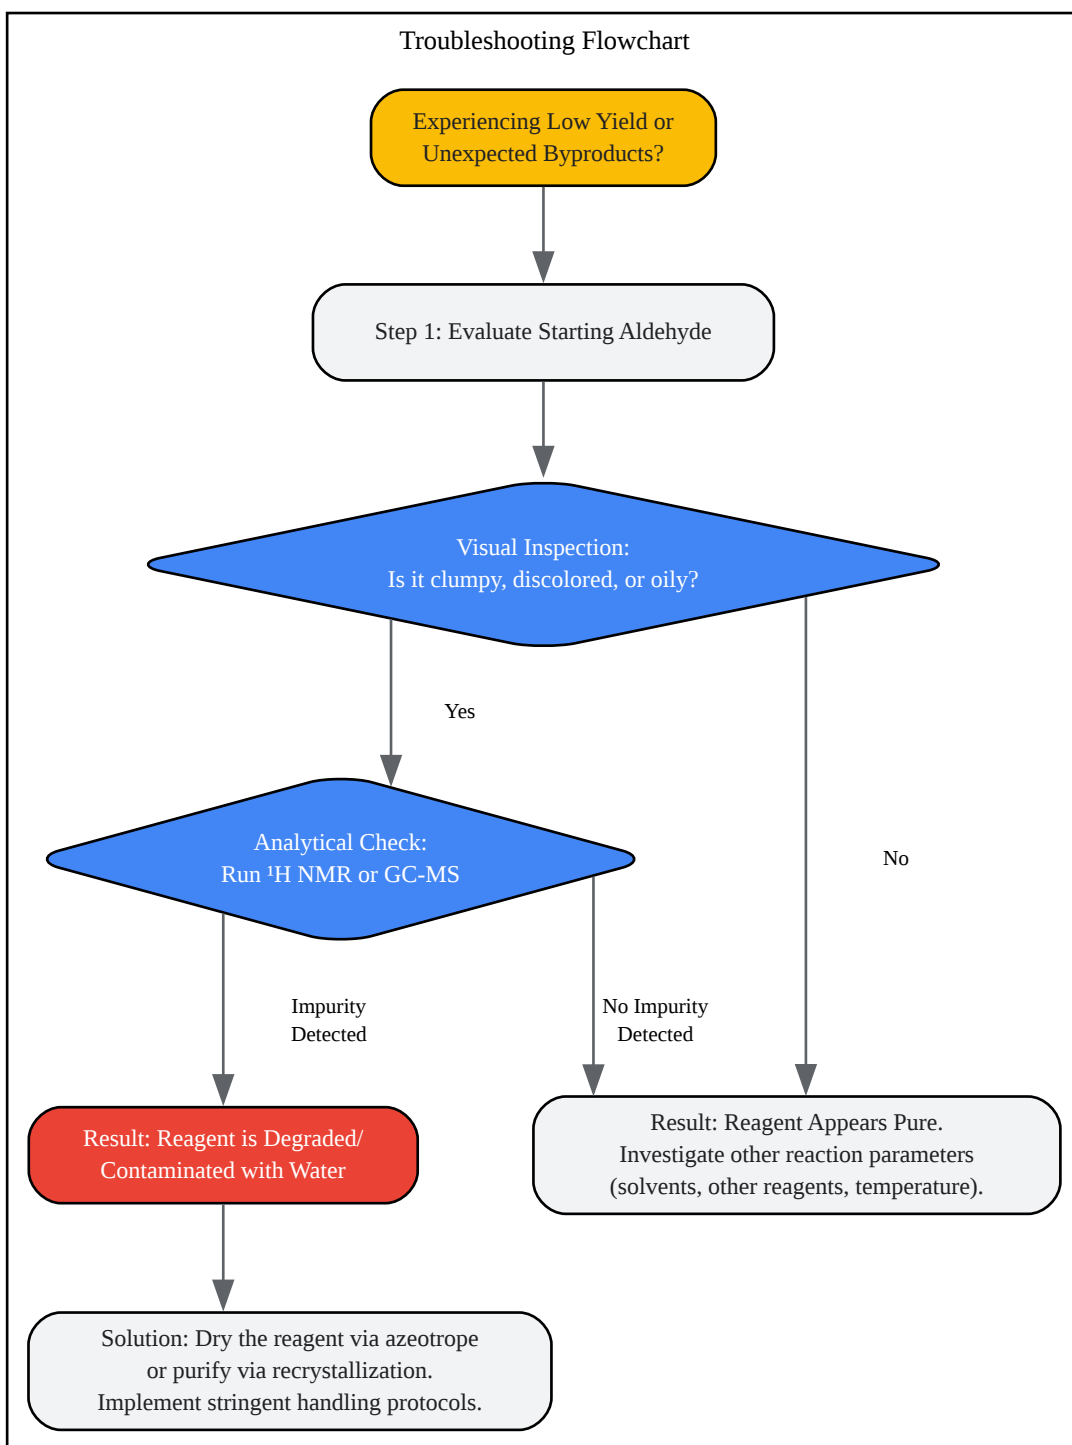 Troubleshooting Flowchart
Experiencing Low Yield or
Unexpected Byproducts?
Step 1: Evaluate Starting Aldehyde
Visual Inspection:
Is it clumpy, discolored, or oily?
Yes
No
Analytical Check:
Run ¹H NMR or GC-MS
Impurity
Detected
No Impurity
Detected
Result: Reagent is Degraded/
Contaminated with Water
Result: Reagent Appears Pure.
Investigate other reaction parameters
(solvents, other reagents, temperature).
Solution: Dry the reagent via azeotrope
or purify via recrystallization.
Implement stringent handling protocols.